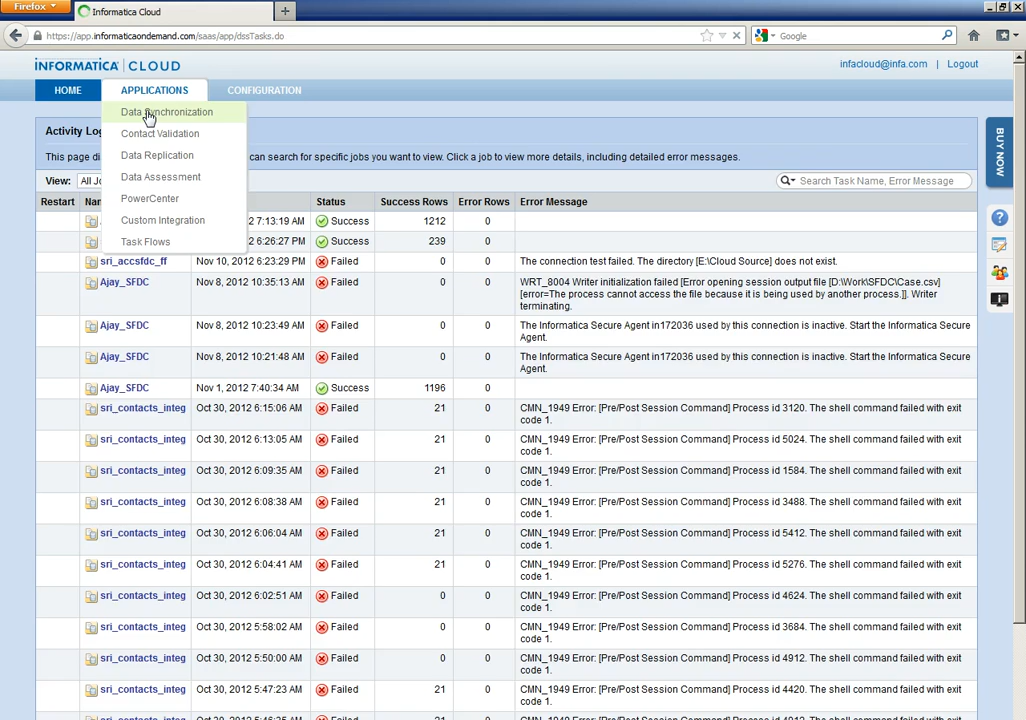 Firefox
Informatica Cloud
https://app.informaticaondemand.com/saas/app/dssTasks.do
Google
INFORMATICA | CLOUD
infacloud@infa.com | Logout
HOME APPLICATIONS CONFIGURATION
Data Synchronization
Contact Validation
Data Replication
Data Assessment
PowerCenter
Custom Integration
Task Flows
BUY NOW
Activity Log
This page di can search for specific jobs you want to view. Click a job to view more details, including detailed error messages.
View: All Jo Search Task Name, Error Message
Restart Nam Status Success Rows Error Rows Error Message
2 7:13:19 AM Success 1212 0
2 6:26:27 PM Success 239 0
sri_accsfdc_ff Nov 10, 2012 6:23:29 PM Failed 0 0 The connection test failed. The directory [E:\Cloud Source] does not exist.
Ajay_SFDC Nov 8, 2012 10:35:13 AM Failed 0 0 WRT_8004 Writer initialization failed [Error opening session output file [D:\Work\SFDC\Case.csv]
[error=The process cannot access the file because it is being used by another process.]]. Writer
terminating.
Ajay_SFDC Nov 8, 2012 10:23:49 AM Failed 0 0 The Informatica Secure Agent in172036 used by this connection is inactive. Start the Informatica Secure
Agent.
Ajay_SFDC Nov 8, 2012 10:21:48 AM Failed 0 0 The Informatica Secure Agent in172036 used by this connection is inactive. Start the Informatica Secure
Agent.
Ajay_SFDC Nov 1, 2012 7:40:34 AM Success 1196 0
sri_contacts_integ Oct 30, 2012 6:15:06 AM Failed 21 0 CMN_1949 Error: [Pre/Post Session Command] Process id 3120. The shell command failed with exit
code 1.
sri_contacts_integ Oct 30, 2012 6:13:05 AM Failed 21 0 CMN_1949 Error: [Pre/Post Session Command] Process id 5024. The shell command failed with exit
code 1.
sri_contacts_integ Oct 30, 2012 6:09:35 AM Failed 21 0 CMN_1949 Error: [Pre/Post Session Command] Process id 1584. The shell command failed with exit
code 1.
sri_contacts_integ Oct 30, 2012 6:08:38 AM Failed 21 0 CMN_1949 Error: [Pre/Post Session Command] Process id 3488. The shell command failed with exit
code 1.
sri_contacts_integ Oct 30, 2012 6:06:04 AM Failed 21 0 CMN_1949 Error: [Pre/Post Session Command] Process id 5412. The shell command failed with exit
code 1.
sri_contacts_integ Oct 30, 2012 6:04:41 AM Failed 21 0 CMN_1949 Error: [Pre/Post Session Command] Process id 5276. The shell command failed with exit
code 1.
sri_contacts_integ Oct 30, 2012 6:02:51 AM Failed 0 0 CMN_1949 Error: [Pre/Post Session Command] Process id 4624. The shell command failed with exit
code 1.
sri_contacts_integ Oct 30, 2012 5:58:02 AM Failed 0 0 CMN_1949 Error: [Pre/Post Session Command] Process id 3684. The shell command failed with exit
code 1.
sri_contacts_integ Oct 30, 2012 5:50:00 AM Failed 0 0 CMN_1949 Error: [Pre/Post Session Command] Process id 4912. The shell command failed with exit
code 1.
sri_contacts_integ Oct 30, 2012 5:47:23 AM Failed 21 0 CMN_1949 Error: [Pre/Post Session Command] Process id 4420. The shell command failed with exit
code 1.